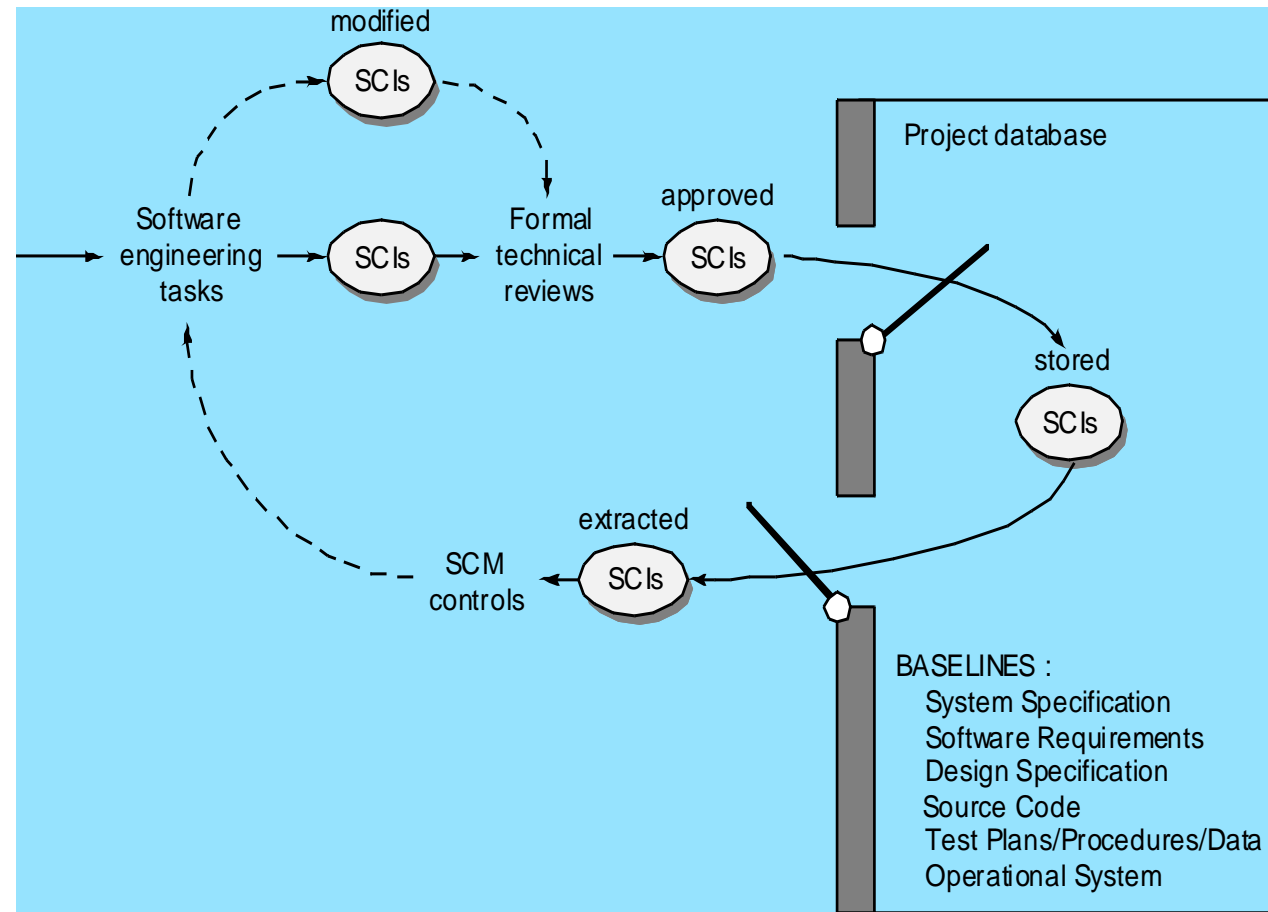 modified
SCIs
Project database
approved
Software
engineering
tasks
SCIs
Formal
technical
reviews
SCIs
stored
SCIs
extracted
SCM
controls
SCIs
BASELINES :
System Specification
Software Requirements
Design Specification
Source Code
Test Plans/Procedures/Data
Operational System